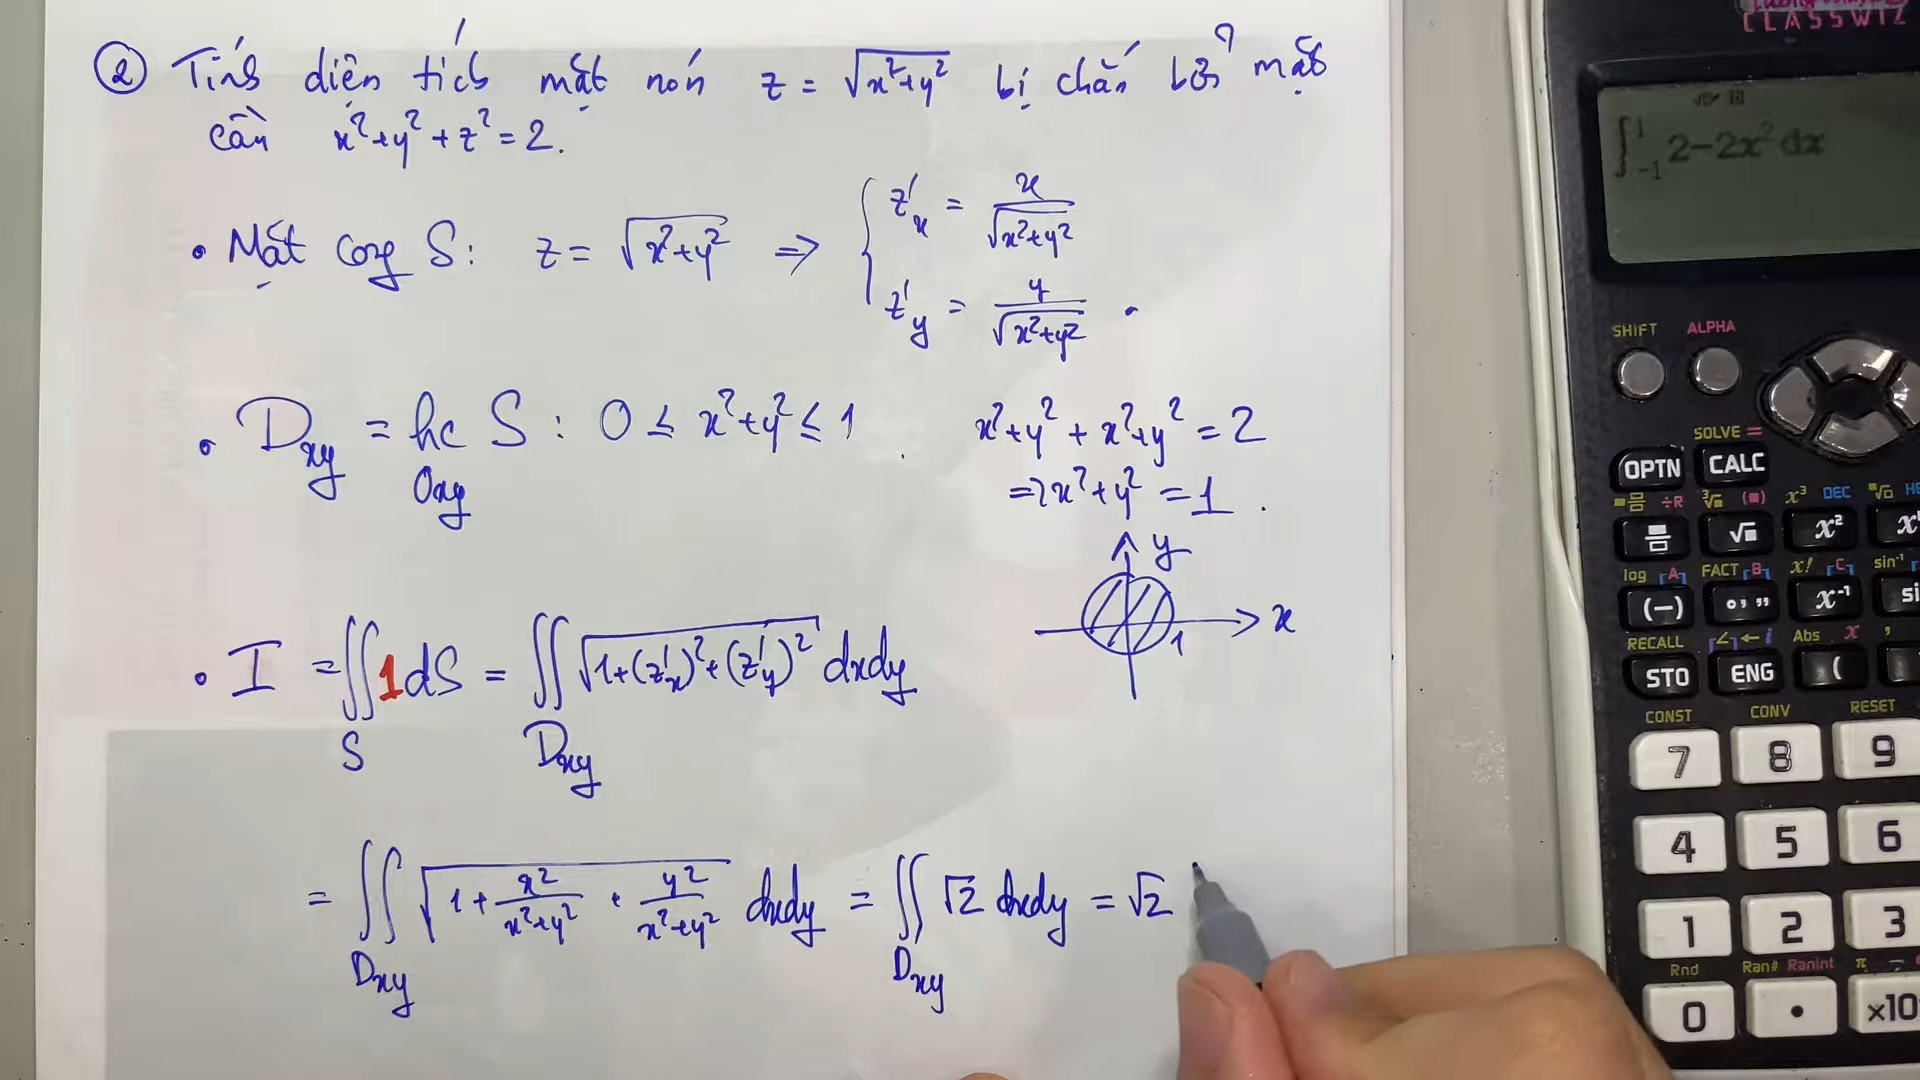 ② Tính diện tích mặt nón z = √(x²+y²) bị chắn bởi mặt
cầu x²+y²+z²=2.
• Mặt cong S: z = √(x²+y²) ⇒ { z'x = x/√(x²+y²)
z'y = y/√(x²+y²) .
• Dxy = hc S : 0 ≤ x²+y² ≤ 1 .
Oxy
x²+y² + x²+y² = 2
⇒ x²+y² = 1 .
y
x
1
• I = ∬ 1 dS = ∬ √(1+(z'x)²+(z'y)²) dxdy
S Dxy
= ∬ √(1 + x²/(x²+y²) + y²/(x²+y²)) dxdy = ∬ √2 dxdy = √2
Dxy Dxy
CLASSWIZ
∫₋₁¹ 2−2x² dx
SHIFT ALPHA
SOLVE =
OPTN CALC
÷R ³√■ (■) x³ DEC ■√□
√■ x²
log [A] FACT [B] x! [C] sin⁻¹
(−) °’” x⁻¹ si
RECALL ∠ ← i Abs x
STO ENG (
CONST CONV RESET
7 8 9
4 5 6
1 2 3
Rnd Ran# RanInt π
0 • ×10